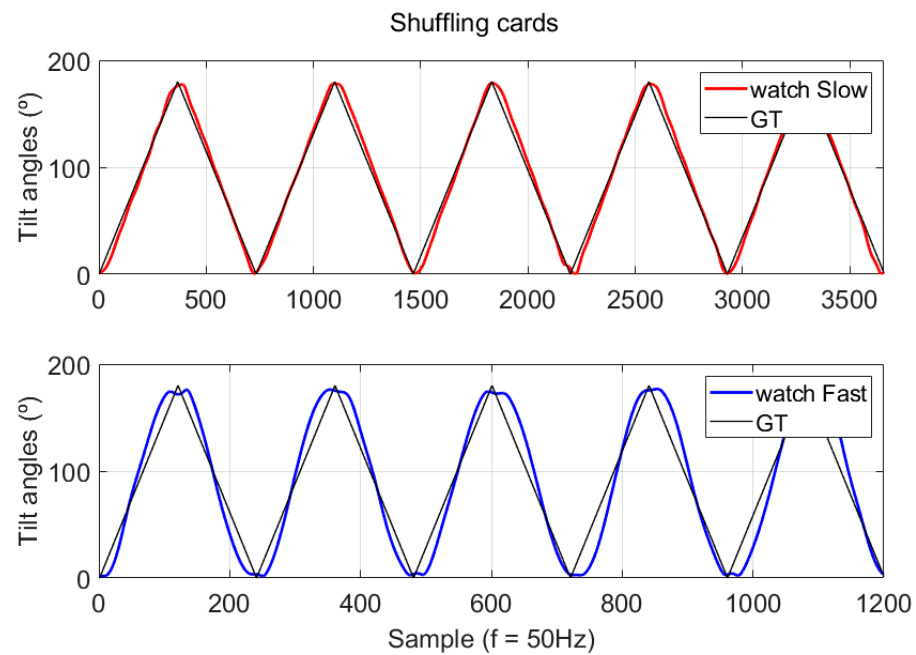 Shuffling cards
200
100
0
Tilt angles (º)
watch Slow
GT
0 500 1000 1500 2000 2500 3000 3500
200
100
0
Tilt angles (º)
watch Fast
GT
0 200 400 600 800 1000 1200
Sample (f = 50Hz)